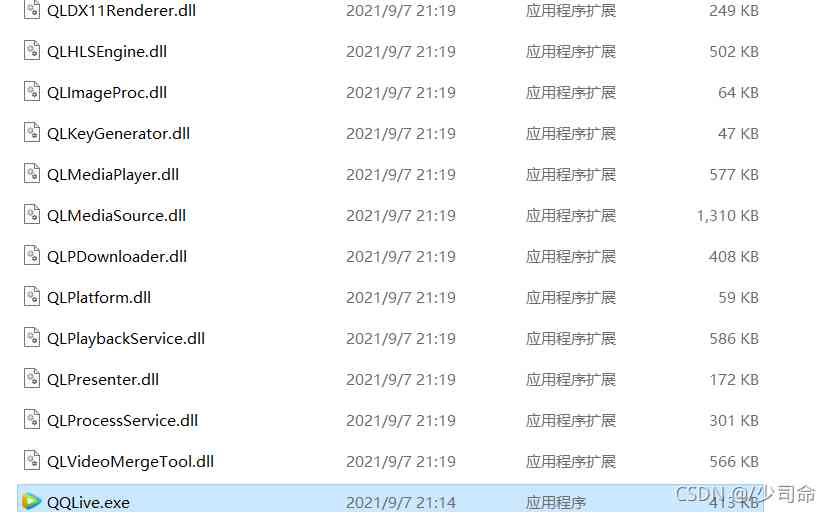 QLDX11Renderer.dll 2021/9/7 21:19 应用程序扩展 249 KB
QLHLSEngine.dll 2021/9/7 21:19 应用程序扩展 502 KB
QLImageProc.dll 2021/9/7 21:19 应用程序扩展 64 KB
QLKeyGenerator.dll 2021/9/7 21:19 应用程序扩展 47 KB
QLMediaPlayer.dll 2021/9/7 21:19 应用程序扩展 577 KB
QLMediaSource.dll 2021/9/7 21:19 应用程序扩展 1,310 KB
QLPDownloader.dll 2021/9/7 21:19 应用程序扩展 408 KB
QLPlatform.dll 2021/9/7 21:19 应用程序扩展 59 KB
QLPlaybackService.dll 2021/9/7 21:19 应用程序扩展 586 KB
QLPresenter.dll 2021/9/7 21:19 应用程序扩展 172 KB
QLProcessService.dll 2021/9/7 21:19 应用程序扩展 301 KB
QLVideoMergeTool.dll 2021/9/7 21:19 应用程序扩展 566 KB
QQLive.exe 2021/9/7 21:14 应用程序 413 KB
CSDN @//少司命